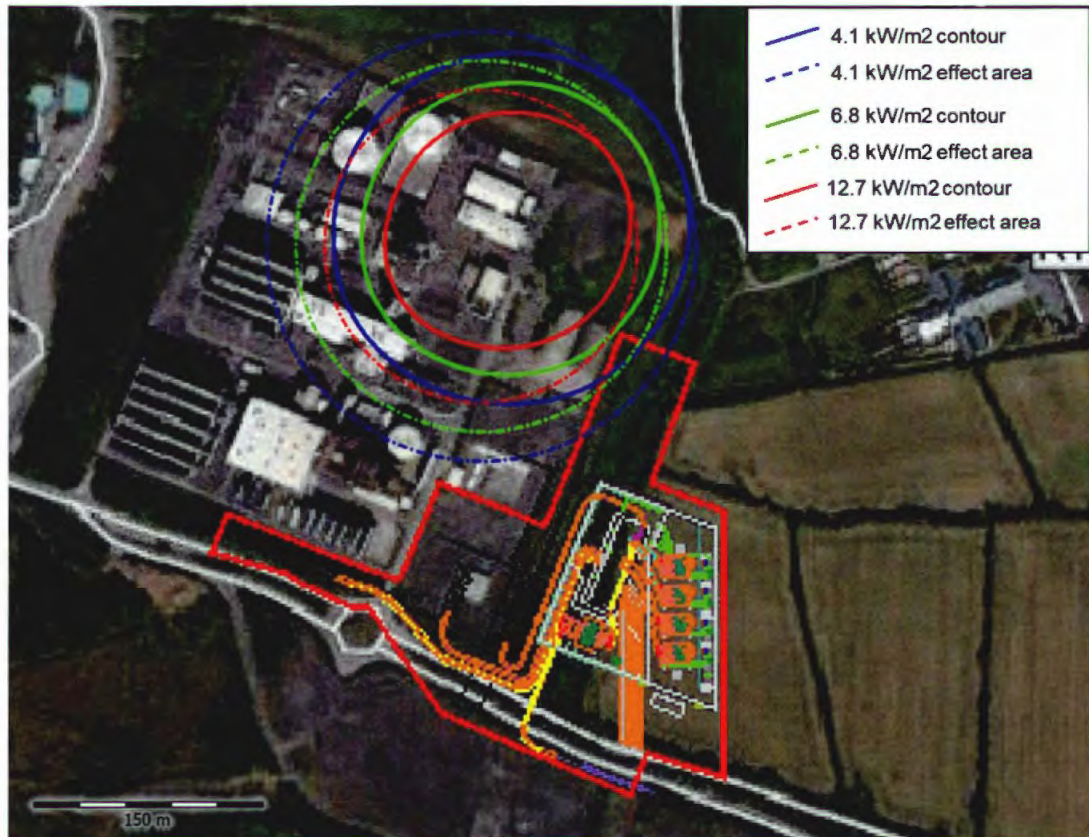 4.1 kW/m2 contour
4.1 kW/m2 effect area
6.8 kW/m2 contour
6.8 kW/m2 effect area
12.7 kW/m2 contour
12.7 kW/m2 effect area
150 m